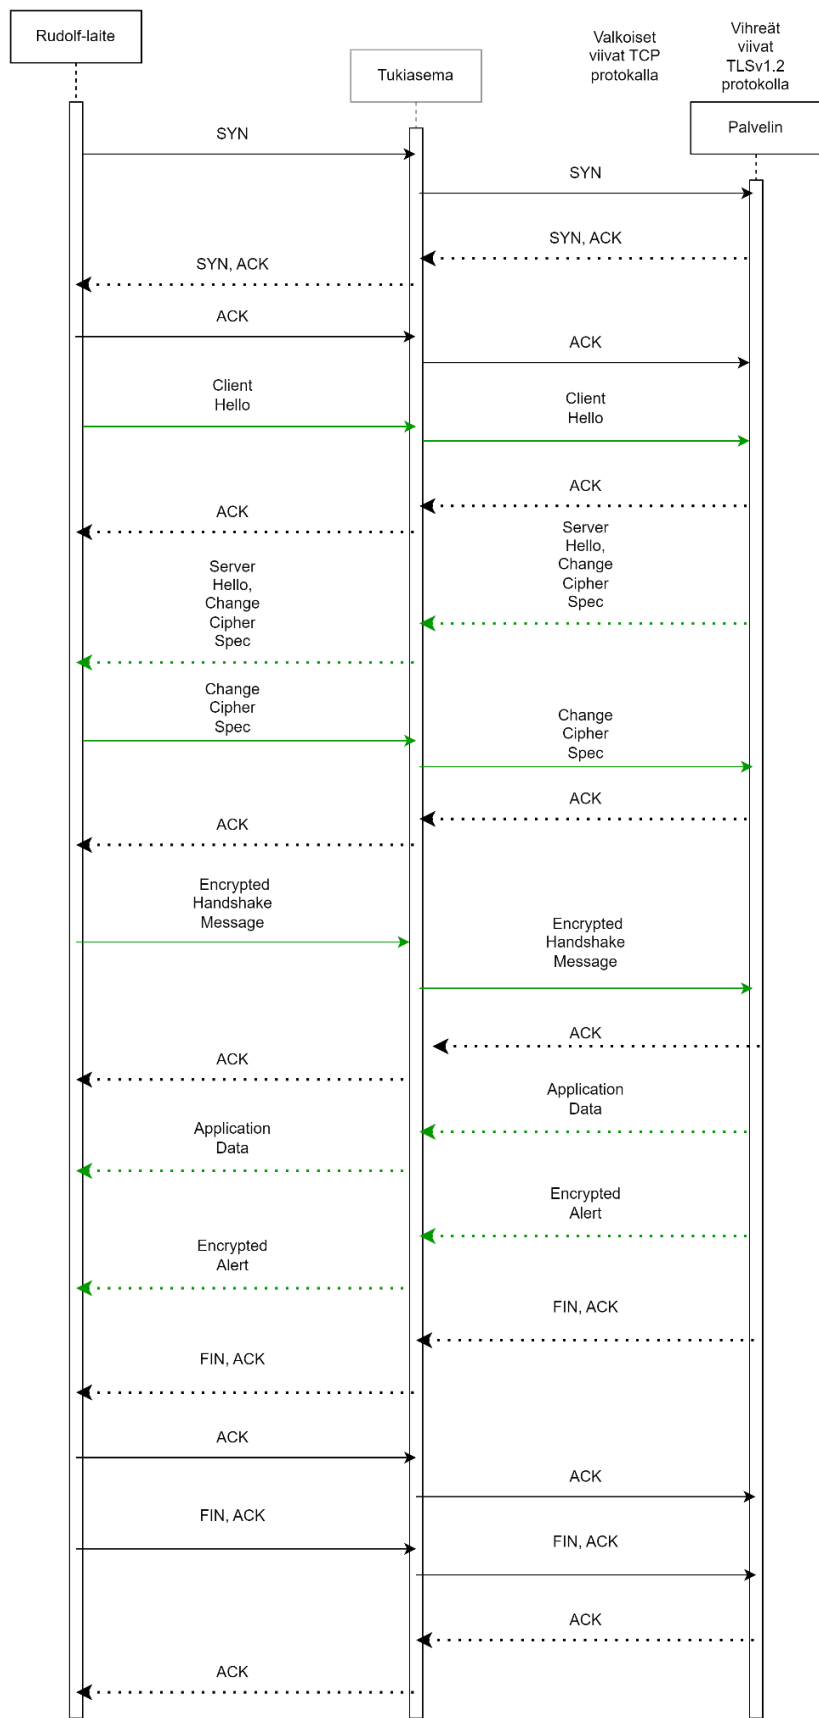 Rudolf-laite
Tukiasema
Valkoiset
viivat TCP
protokalla
Vihreät
viivat
TLSv1.2
protokolla
Palvelin
SYN
SYN
SYN, ACK
SYN, ACK
ACK
ACK
Client
Hello
Client
Hello
ACK
ACK
Server
Hello,
Change
Cipher
Spec
Server
Hello,
Change
Cipher
Spec
Change
Cipher
Spec
Change
Cipher
Spec
ACK
ACK
Encrypted
Handshake
Message
Encrypted
Handshake
Message
ACK
ACK
Application
Data
Application
Data
Encrypted
Alert
Encrypted
Alert
FIN, ACK
FIN, ACK
ACK
ACK
FIN, ACK
FIN, ACK
ACK
ACK